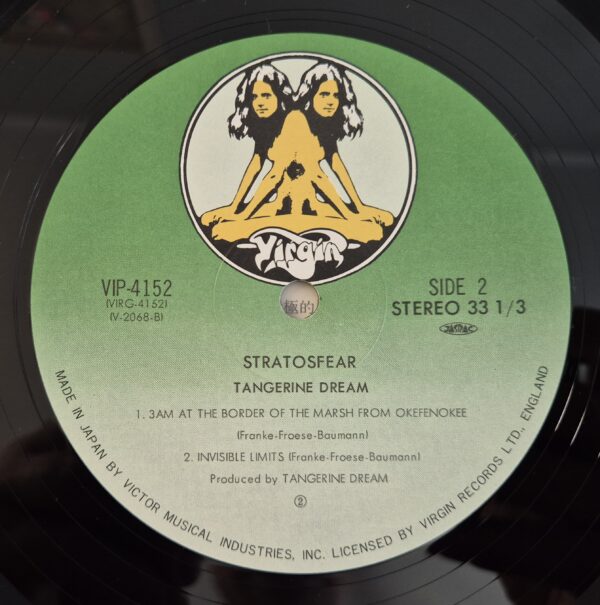 Virgin
VIP-4152
(VIRG-4152)
(V-2068-B)
SIDE 2
STEREO 33 1/3
JASRAC
極的
STRATOSFEAR
TANGERINE DREAM
1. 3AM AT THE BORDER OF THE MARSH FROM OKEFENOKEE
(Franke-Froese-Baumann)
2. INVISIBLE LIMITS (Franke-Froese-Baumann)
Produced by TANGERINE DREAM
②
MADE IN JAPAN BY VICTOR MUSICAL INDUSTRIES, INC. LICENSED BY VIRGIN RECORDS LTD., ENGLAND